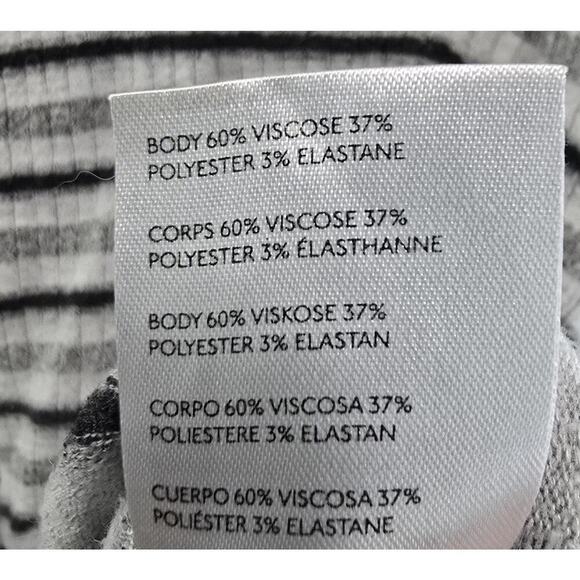 BODY 60% VISCOSE 37%
POLYESTER 3% ELASTANE
CORPS 60% VISCOSE 37%
POLYESTER 3% ÉLASTHANNE
BODY 60% VISKOSE 37%
POLYESTER 3% ELASTAN
CORPO 60% VISCOSA 37%
POLIESTERE 3% ELASTAN
CUERPO 60% VISCOSA 37%
POLIÉSTER 3% ELASTANE